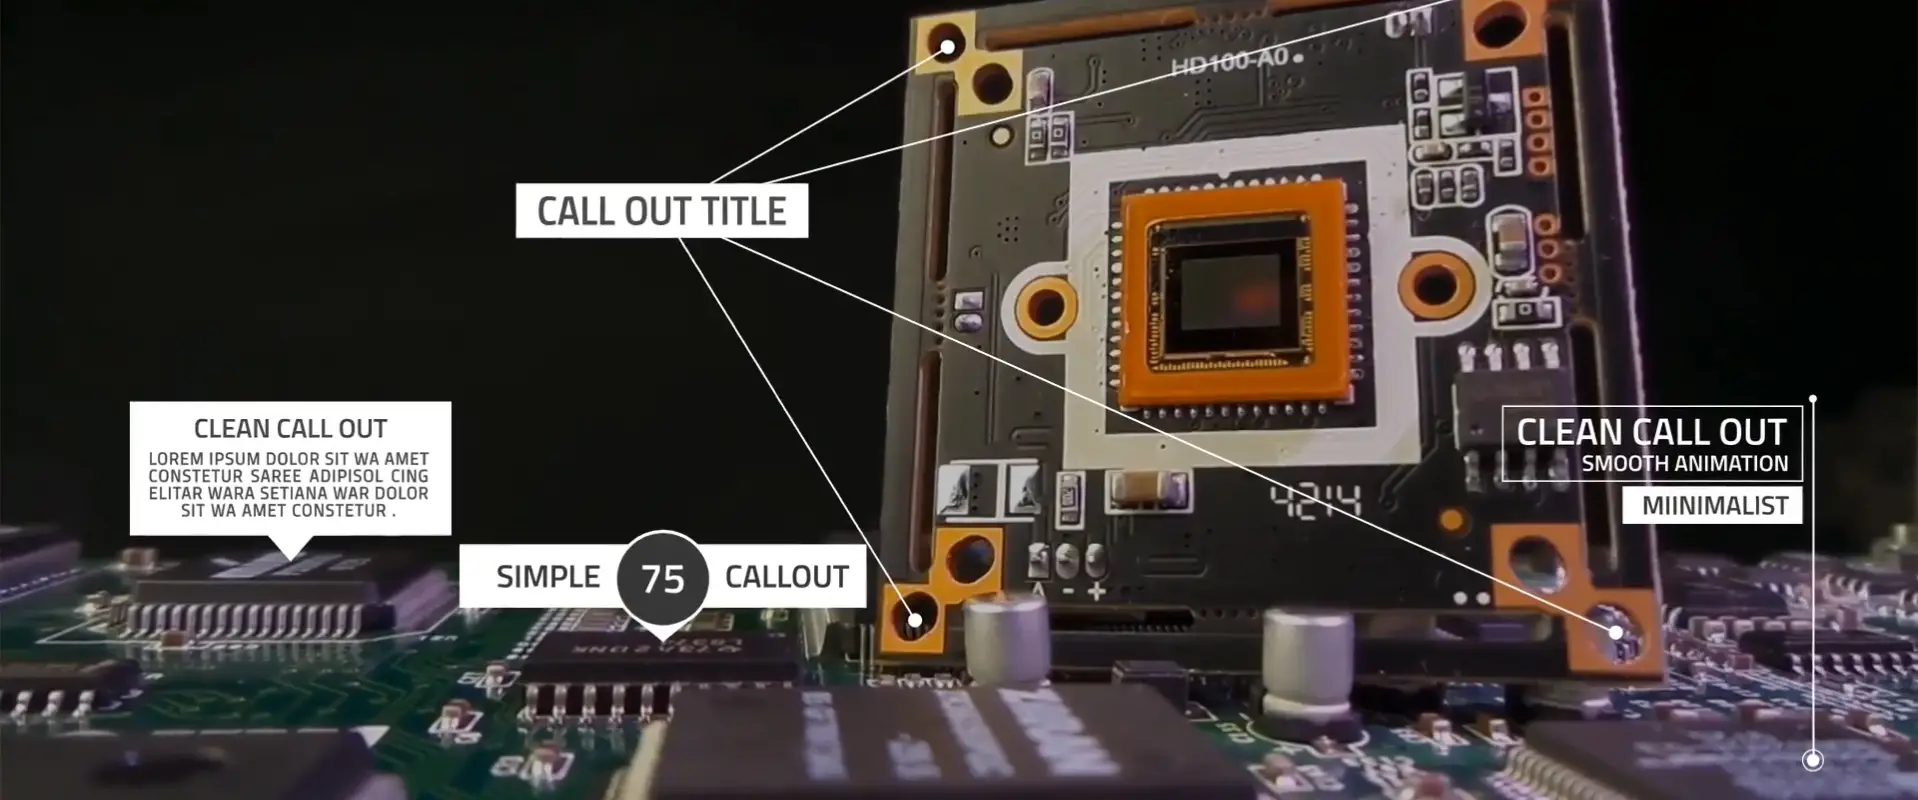 HD100-A0
CALL OUT TITLE
CLEAN CALL OUT
LOREM IPSUM DOLOR SIT WA AMET
CONSTETUR SAREE ADIPISOL CING
ELITAR WARA SETIANA WAR DOLOR
SIT WA AMET CONSTETUR .
CLEAN CALL OUT
SMOOTH ANIMATION
MIINIMALIST
4214
SIMPLE 75 CALLOUT
- +